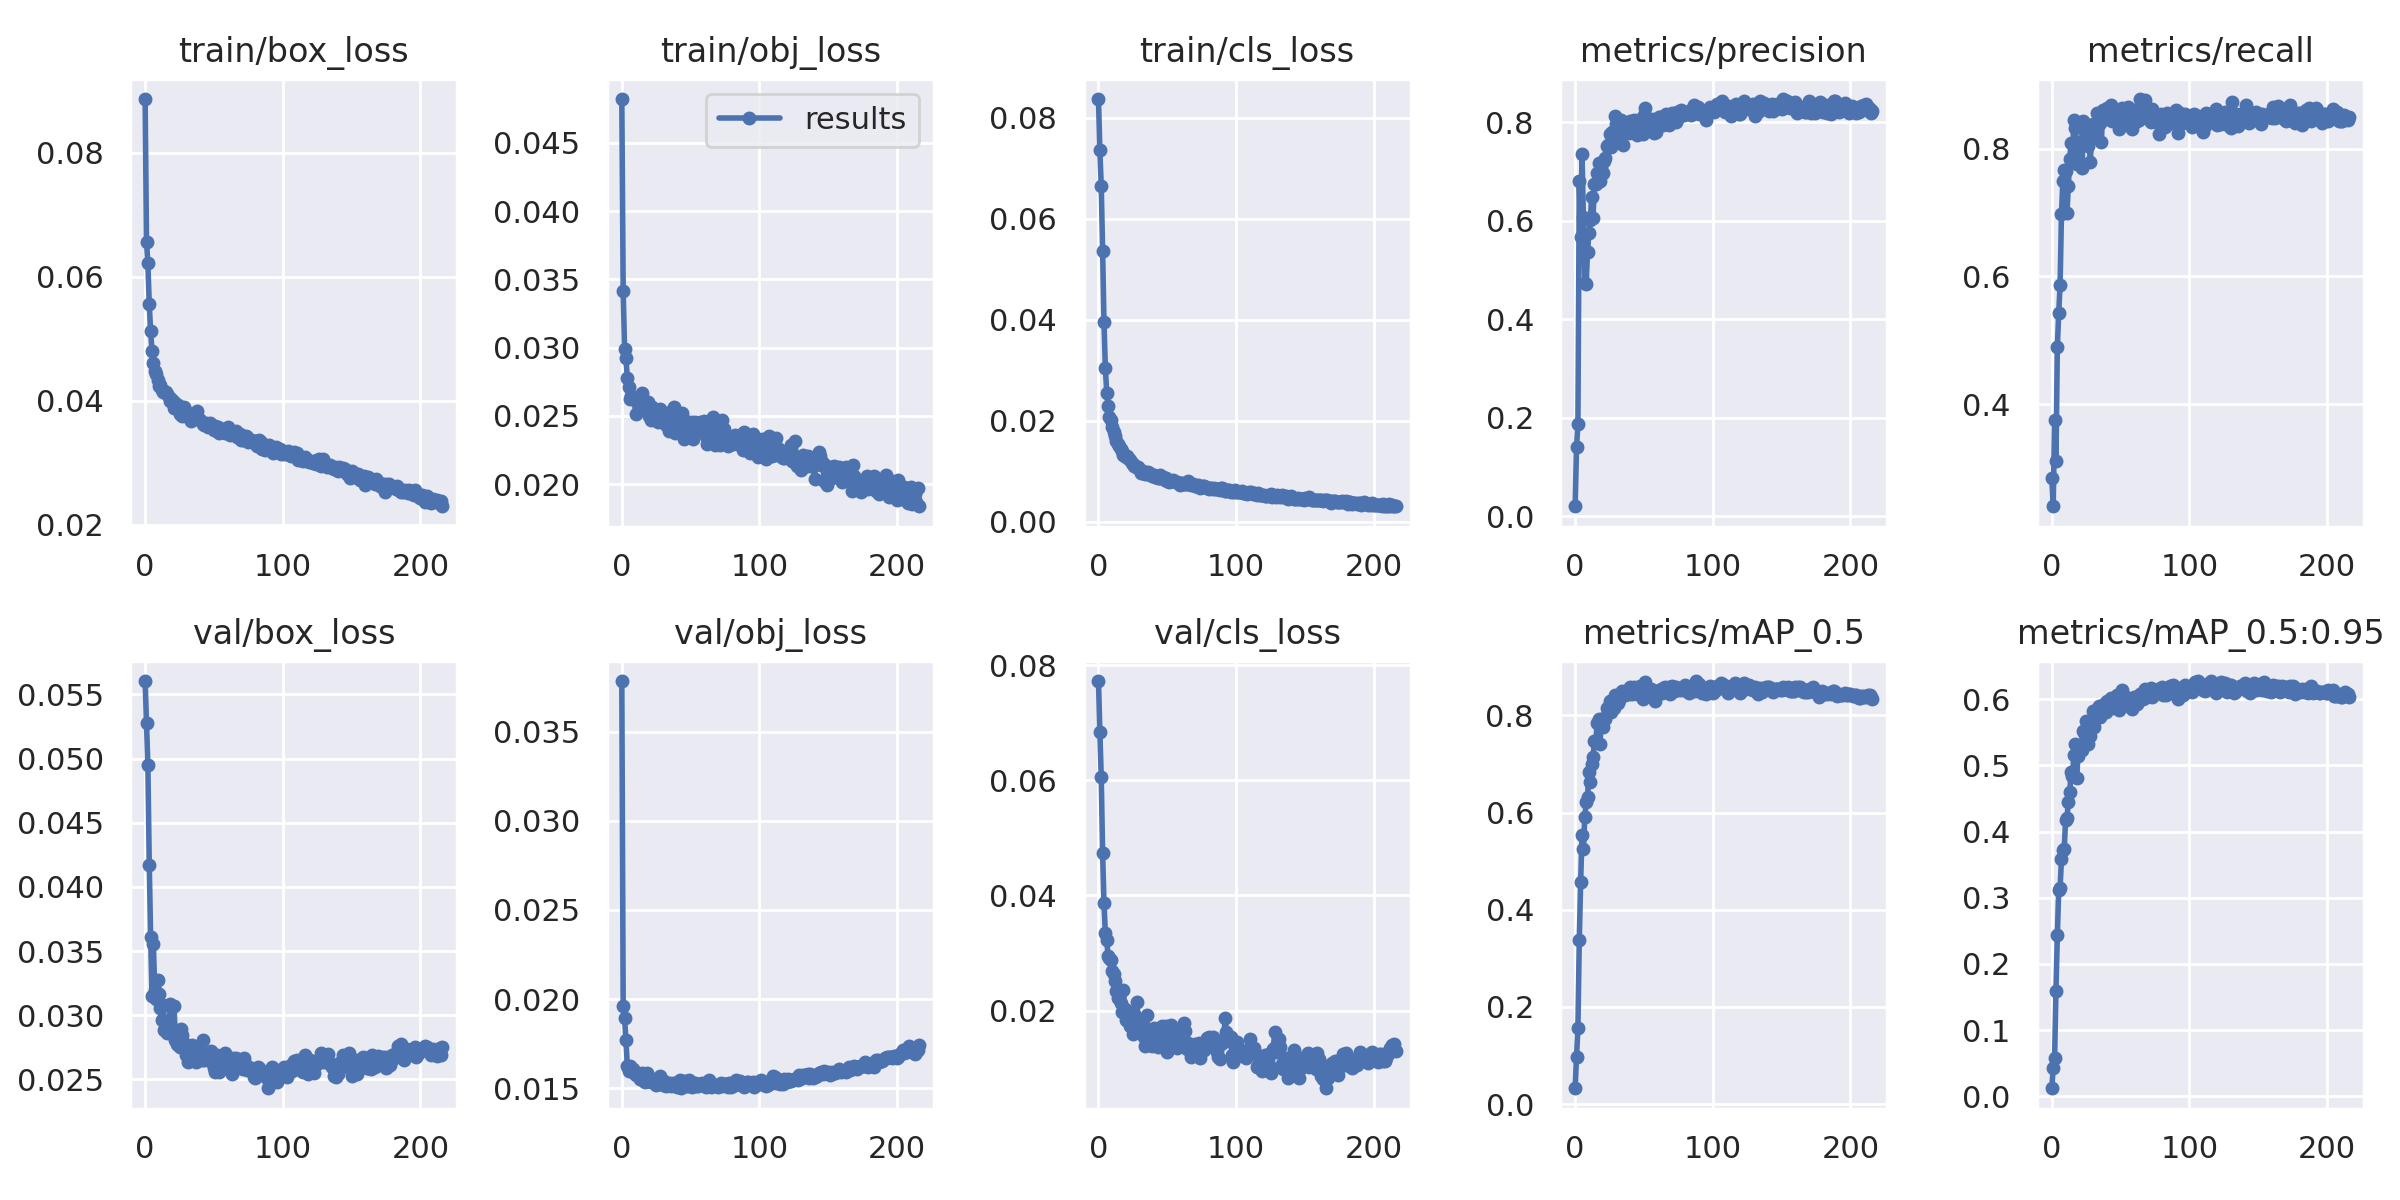 train/box_loss
0.08
0.06
0.04
0.02
0 100 200
train/obj_loss
results
0.045
0.040
0.035
0.030
0.025
0.020
0 100 200
train/cls_loss
0.08
0.06
0.04
0.02
0.00
0 100 200
metrics/precision
0.8
0.6
0.4
0.2
0.0
0 100 200
metrics/recall
0.8
0.6
0.4
0 100 200
val/box_loss
0.055
0.050
0.045
0.040
0.035
0.030
0.025
0 100 200
val/obj_loss
0.035
0.030
0.025
0.020
0.015
0 100 200
val/cls_loss
0.08
0.06
0.04
0.02
0 100 200
metrics/mAP_0.5
0.8
0.6
0.4
0.2
0.0
0 100 200
metrics/mAP_0.5:0.95
0.6
0.5
0.4
0.3
0.2
0.1
0.0
0 100 200